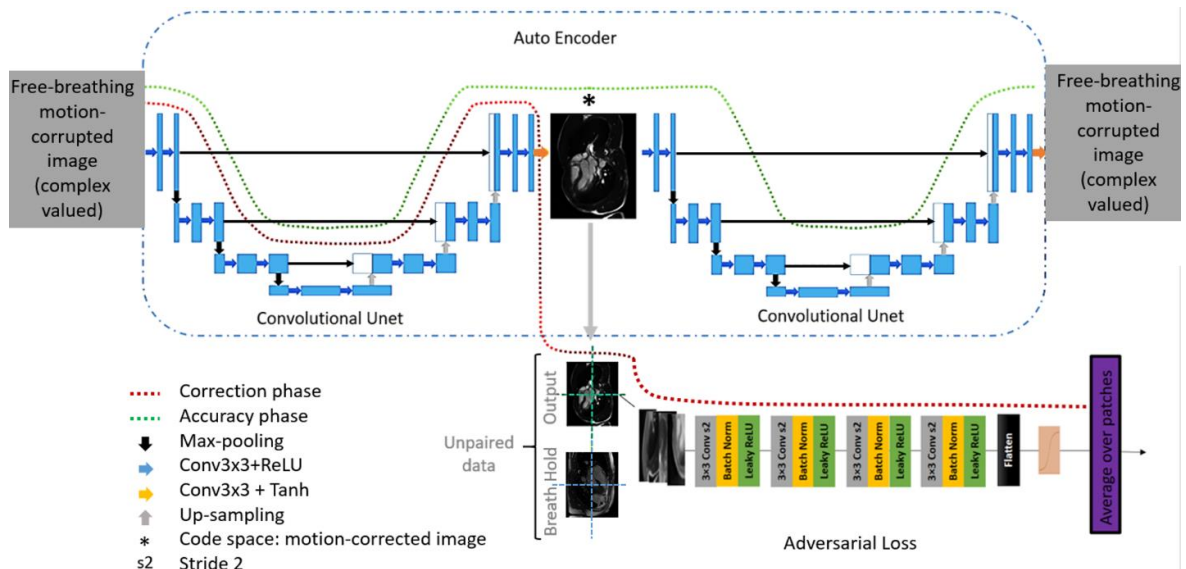 Auto Encoder
Free-breathing
motion-
corrupted
image
(complex
valued)
*
Free-breathing
motion-
corrupted
image
(complex
valued)
Convolutional Unet
Convolutional Unet
Correction phase
Accuracy phase
Max-pooling
Conv3x3+ReLU
Conv3x3 + Tanh
Up-sampling
* Code space: motion-corrected image
s2 Stride 2
Unpaired
data
Output
Breath Hold
3×3 Conv s2
Batch Norm
Leaky ReLU
3×3 Conv s2
Batch Norm
Leaky ReLU
3×3 Conv s2
Batch Norm
Leaky ReLU
3×3 Conv s2
Batch Norm
Leaky ReLU
Flatten
Average over patches
Adversarial Loss